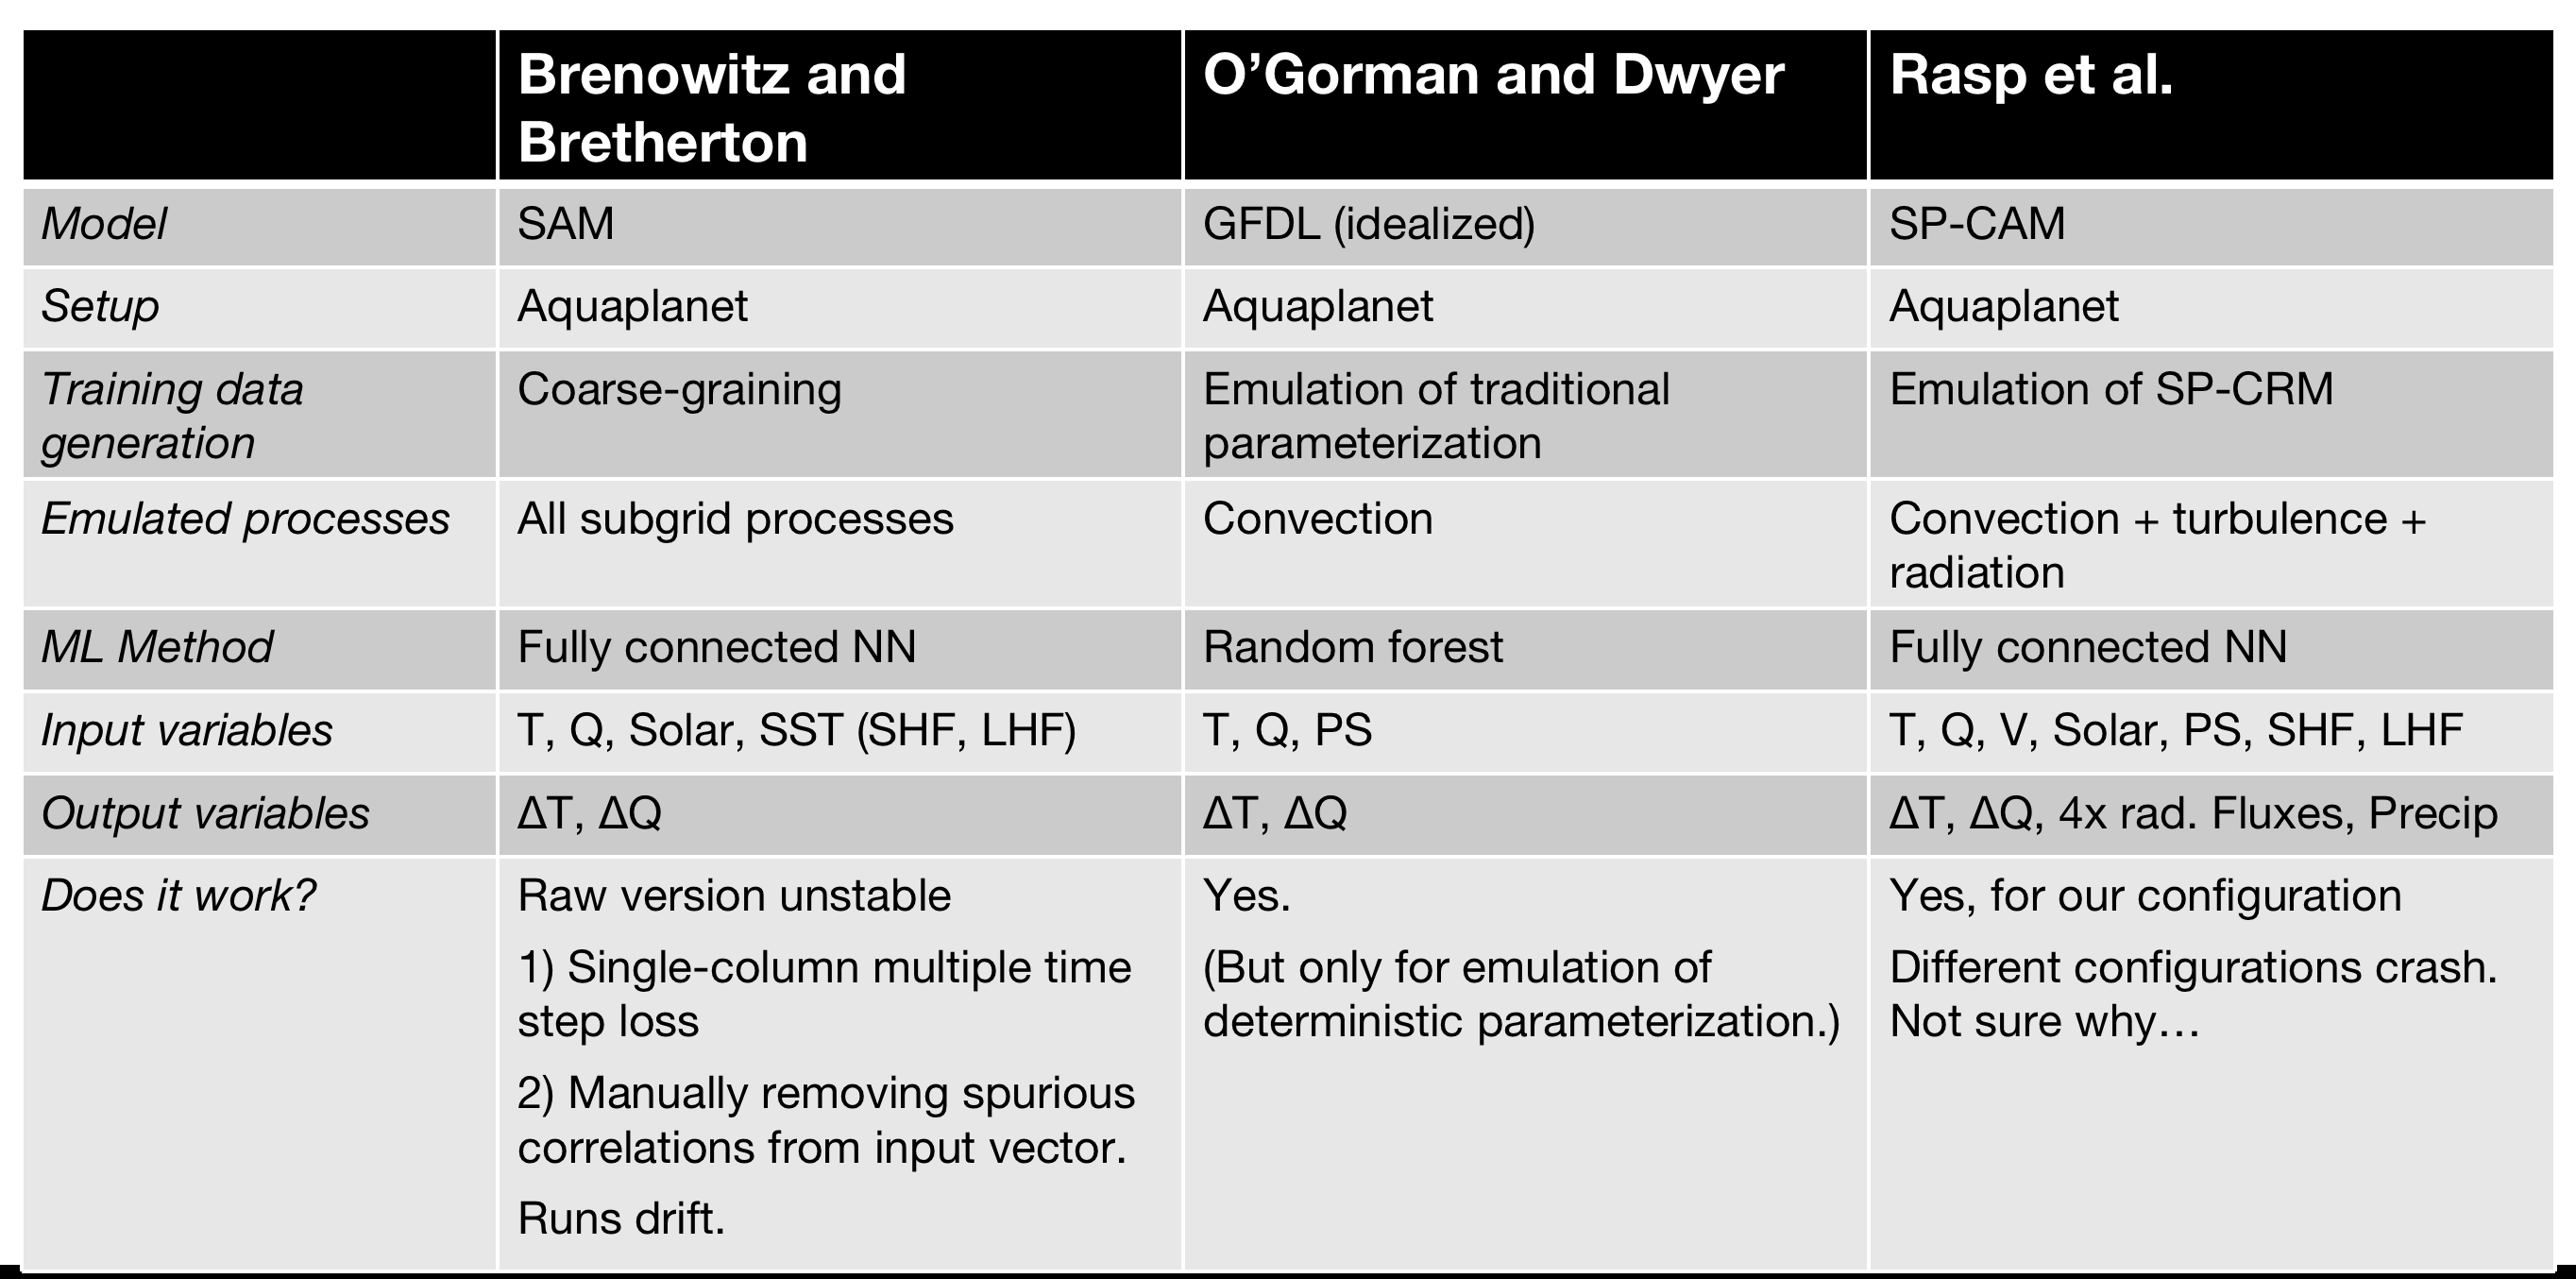 Brenowitz and
Bretherton
O’Gorman and Dwyer
Rasp et al.
Model
SAM
GFDL (idealized)
SP-CAM
Setup
Aquaplanet
Aquaplanet
Aquaplanet
Training data
generation
Coarse-graining
Emulation of traditional
parameterization
Emulation of SP-CRM
Emulated processes
All subgrid processes
Convection
Convection + turbulence +
radiation
ML Method
Fully connected NN
Random forest
Fully connected NN
Input variables
T, Q, Solar, SST (SHF, LHF)
T, Q, PS
T, Q, V, Solar, PS, SHF, LHF
Output variables
ΔT, ΔQ
ΔT, ΔQ
ΔT, ΔQ, 4x rad. Fluxes, Precip
Does it work?
Raw version unstable
1) Single-column multiple time
step loss
2) Manually removing spurious
correlations from input vector.
Runs drift.
Yes.
(But only for emulation of
deterministic parameterization.)
Yes, for our configuration
Different configurations crash.
Not sure why…